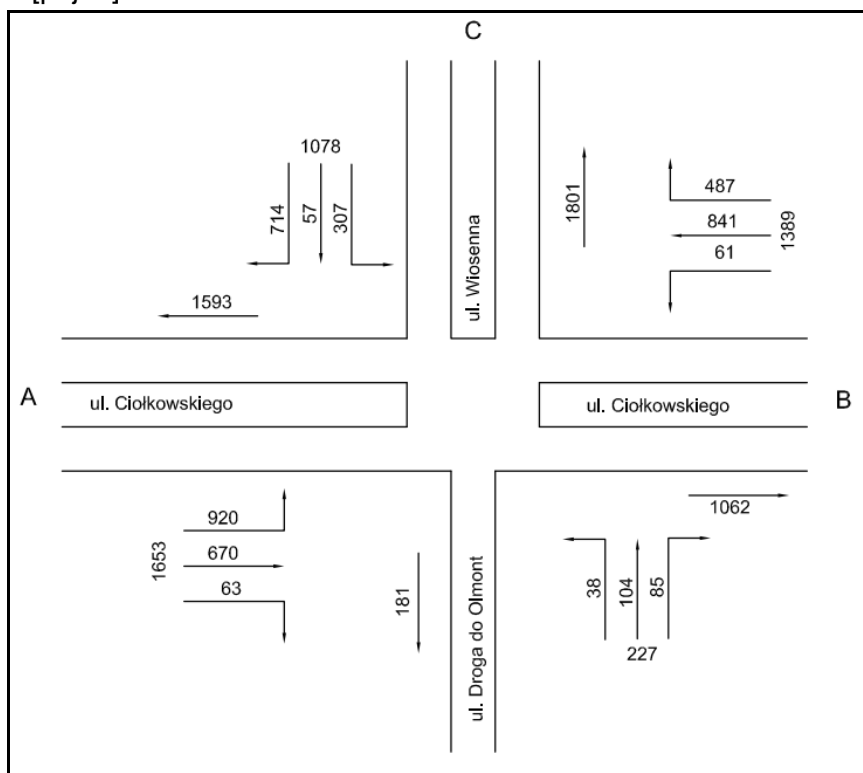 C
1078
714
57
307
1593
ul. Wiosenna
1801
487
841
61
1389
A
ul. Ciołkowskiego
ul. Ciołkowskiego
B
920
670
63
1653
181
ul. Droga do Olmont
1062
38
104
85
227